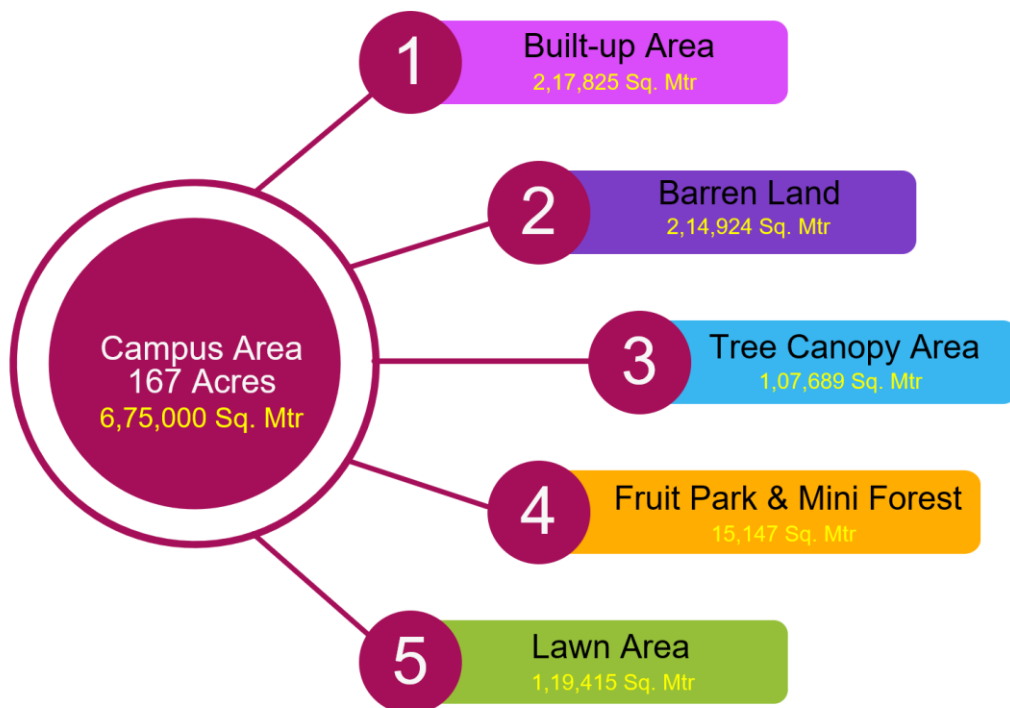 1
Built-up Area
2,17,825 Sq. Mtr
2
Barren Land
2,14,924 Sq. Mtr
Campus Area
167 Acres
6,75,000 Sq. Mtr
3
Tree Canopy Area
1,07,689 Sq. Mtr
4
Fruit Park & Mini Forest
15,147 Sq. Mtr
5
Lawn Area
1,19,415 Sq. Mtr